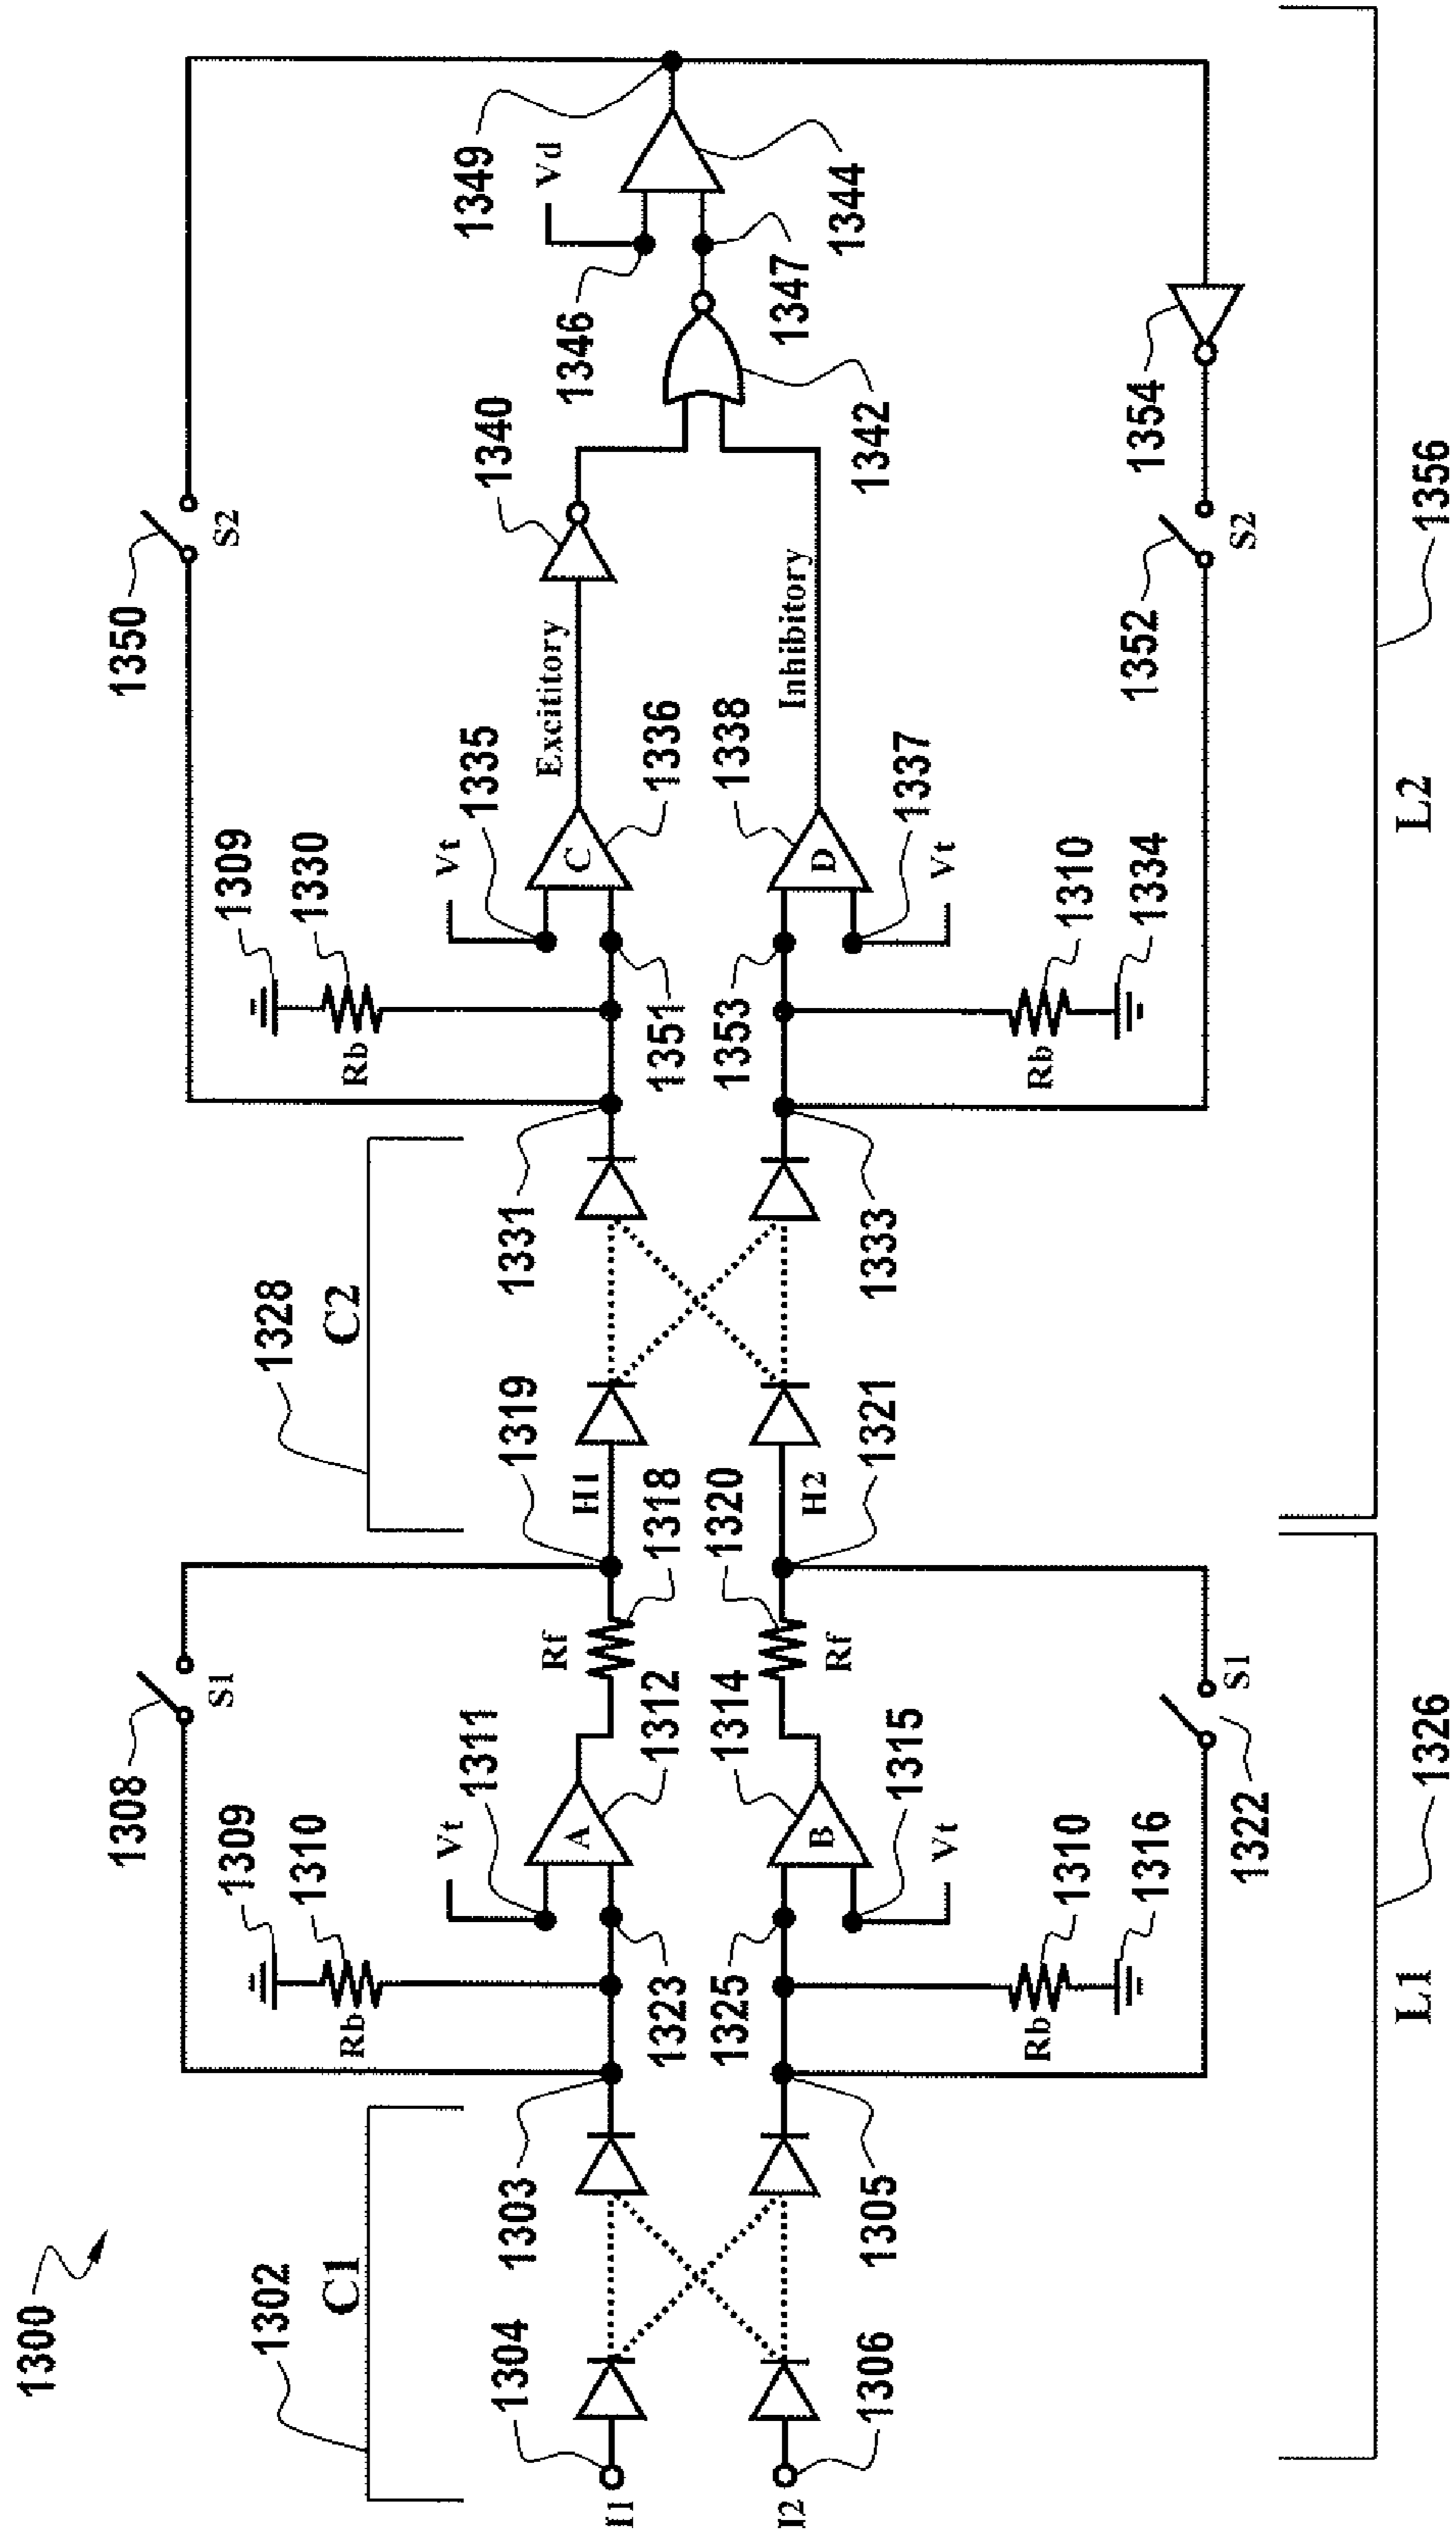 1300
1302
C1
1304
I1
1306
I2
1303
1305
1308
S1
1309
1310
Rb
Vt
1311
1323
A
1312
1325
B
1314
1315
Vt
Rb
1310
1316
1322
S1
Rf
1318
1319
H1
1320
Rf
1321
H2
L1
1326
1328
C2
1331
1333
1350
S2
1309
1330
Rb
Vt
1335
1351
C
1336
1353
D
1338
1337
Vt
Rb
1310
1334
Excititory
Inhibitory
1340
1342
1346
Vd
1347
1349
1344
1354
1352
S2
L2
1356